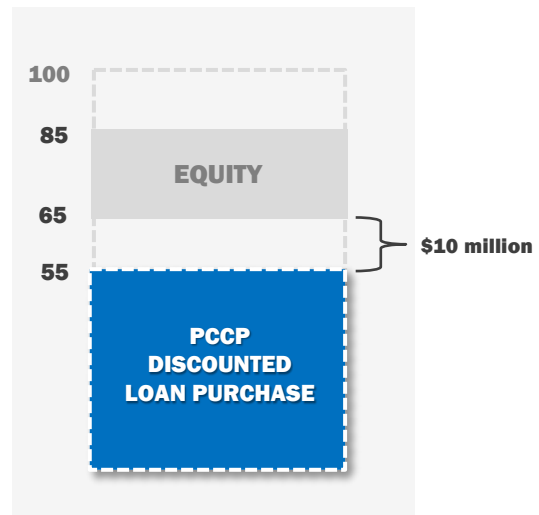 100
85
EQUITY
65
$10 million
55
PCCP
DISCOUNTED
LOAN PURCHASE